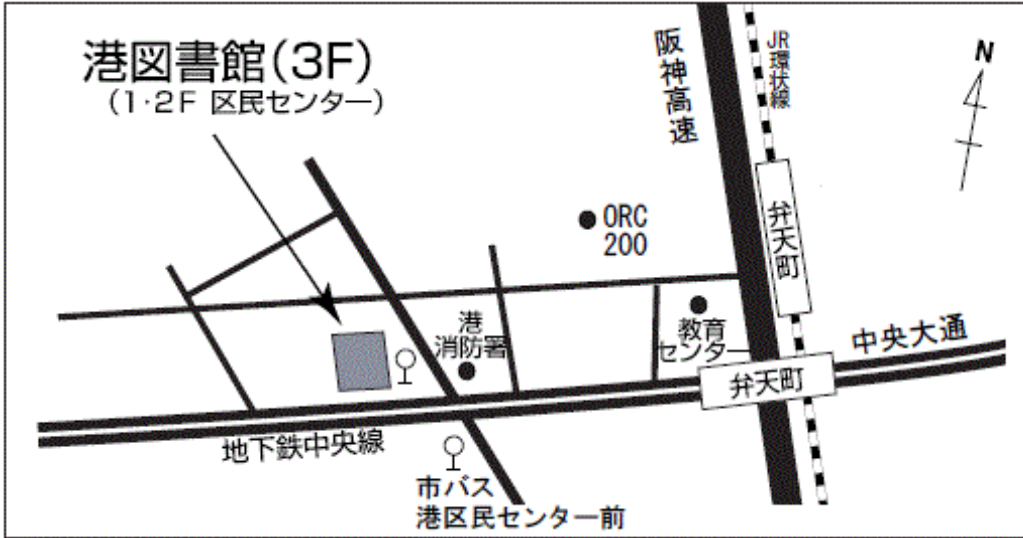 港図書館(3F)
(1・2F 区民センター)
阪神高速
JR環状線
N
ORC
200
弁天町
港
消防署
教育
センター
中央大通
弁天町
地下鉄中央線
市バス
港区民センター前